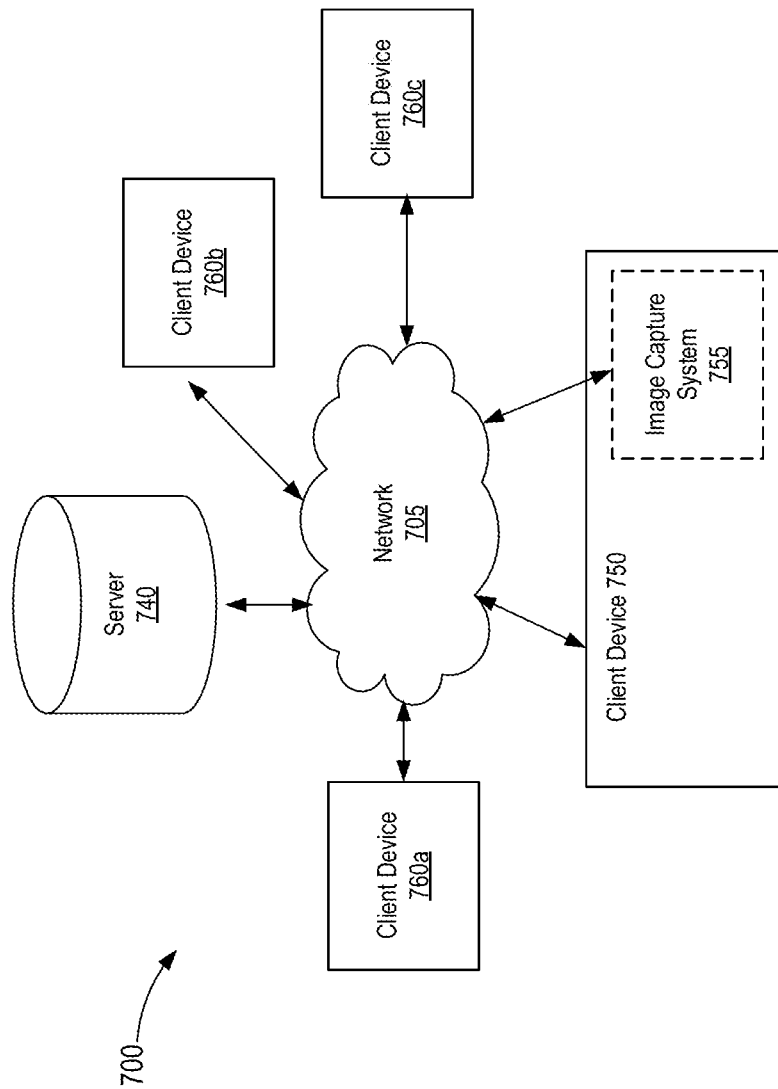 700
Server
740
Client Device
760b
Client Device
760a
Network
705
Client Device
760c
Client Device 750
Image Capture
System
755